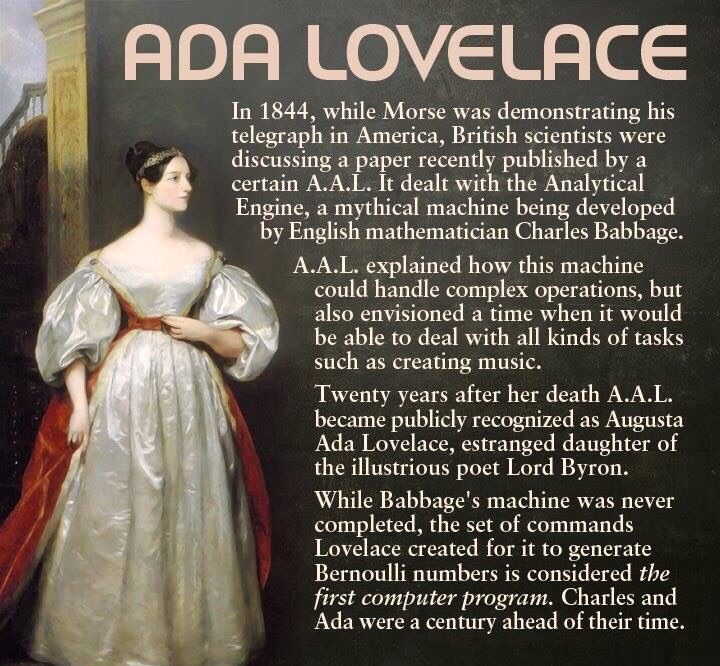 ADA LOVELACE
In 1844, while Morse was demonstrating his
telegraph in America, British scientists were
discussing a paper recently published by a
certain A.A.L. It dealt with the Analytical
Engine, a mythical machine being developed
by English mathematician Charles Babbage.
A.A.L. explained how this machine
could handle complex operations, but
also envisioned a time when it would
be able to deal with all kinds of tasks
such as creating music.
Twenty years after her death A.A.L.
became publicly recognized as Augusta
Ada Lovelace, estranged daughter of
the illustrious poet Lord Byron.
While Babbage's machine was never
completed, the set of commands
Lovelace created for it to generate
Bernoulli numbers is considered the
first computer program. Charles and
Ada were a century ahead of their time.